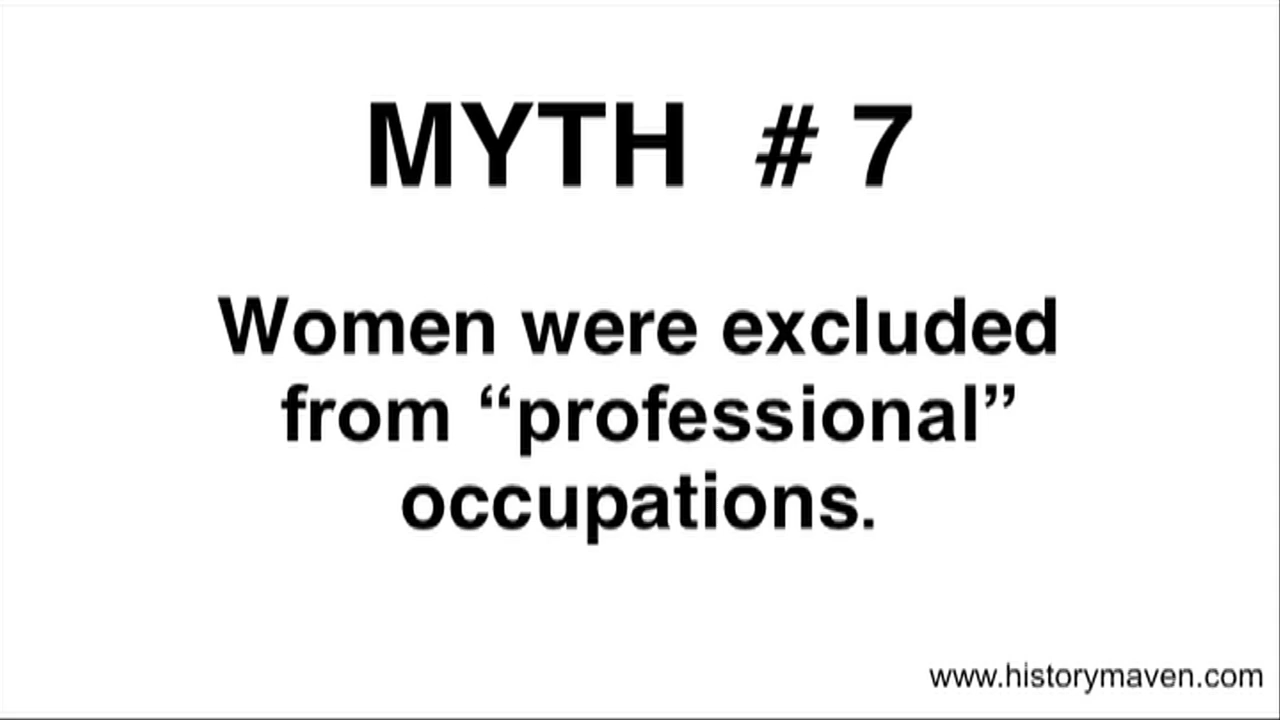 MYTH # 7
Women were excluded
from “professional”
occupations.
www.historymaven.com